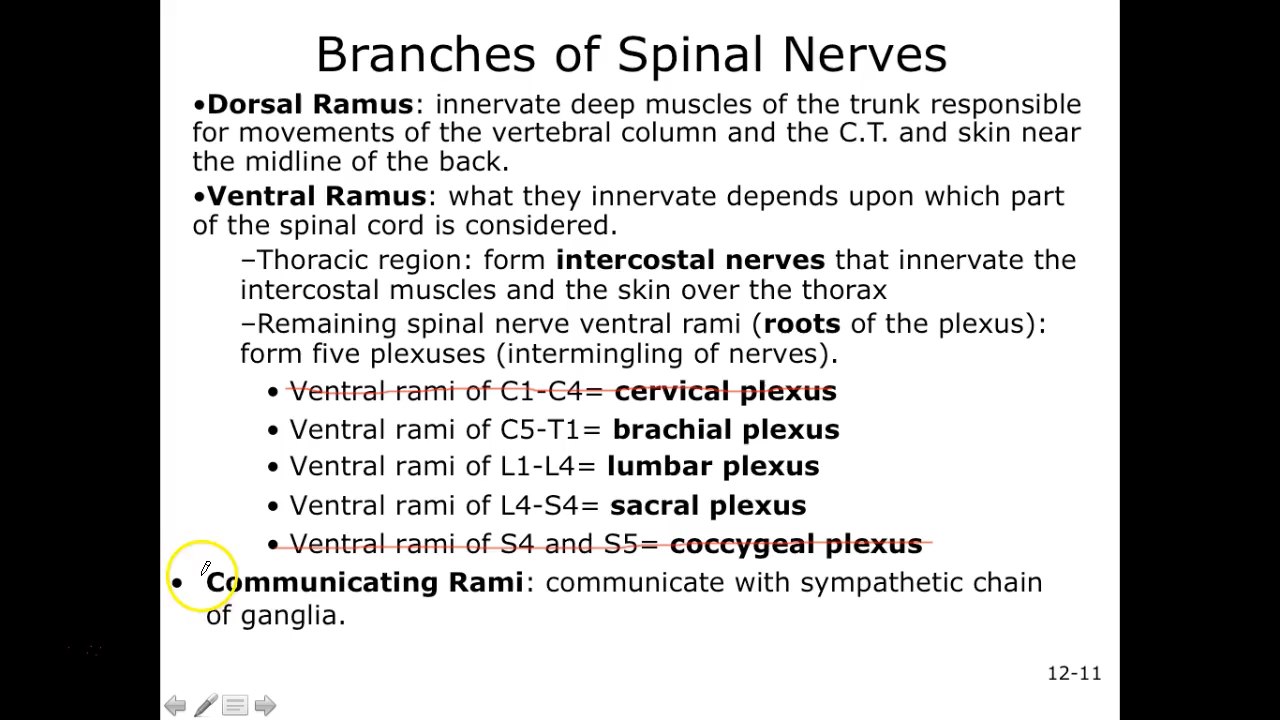 Branches of Spinal Nerves
•Dorsal Ramus: innervate deep muscles of the trunk responsible
for movements of the vertebral column and the C.T. and skin near
the midline of the back.
•Ventral Ramus: what they innervate depends upon which part
of the spinal cord is considered.
–Thoracic region: form intercostal nerves that innervate the
intercostal muscles and the skin over the thorax
–Remaining spinal nerve ventral rami (roots of the plexus):
form five plexuses (intermingling of nerves).
• Ventral rami of C1-C4= cervical plexus
• Ventral rami of C5-T1= brachial plexus
• Ventral rami of L1-L4= lumbar plexus
• Ventral rami of L4-S4= sacral plexus
• Ventral rami of S4 and S5= coccygeal plexus
• Communicating Rami: communicate with sympathetic chain
of ganglia.
12-11